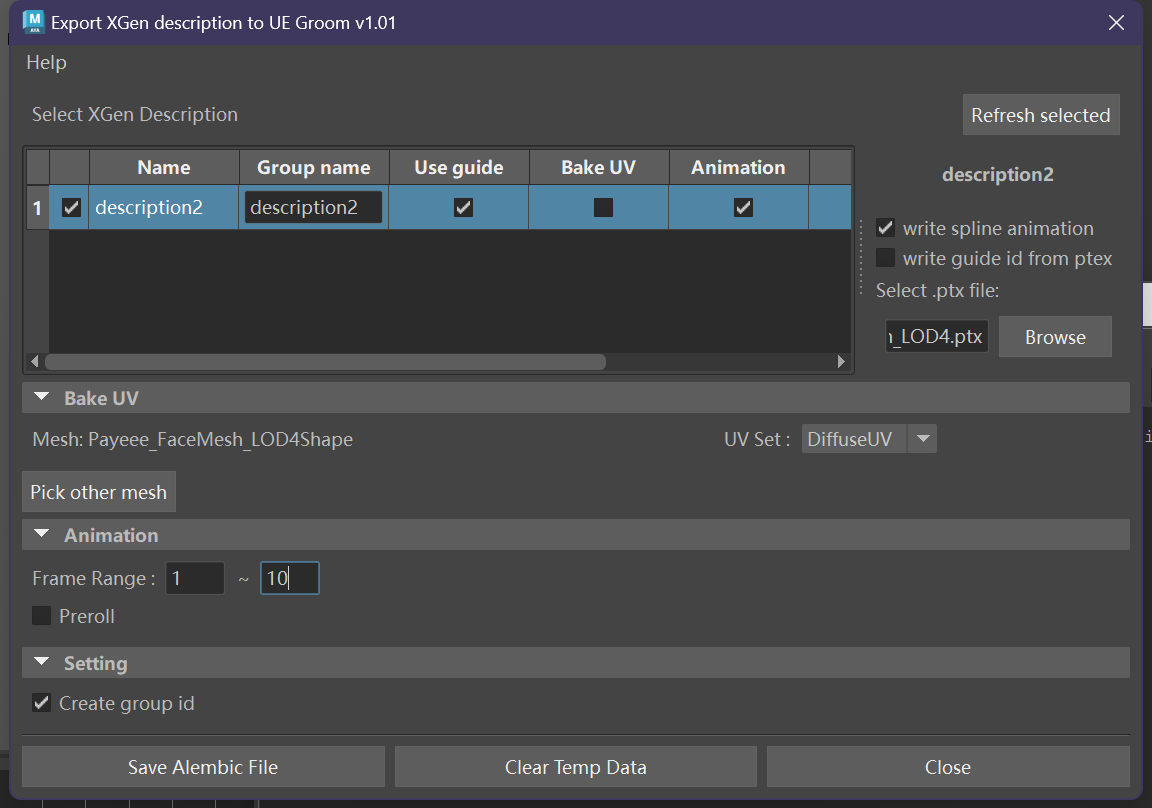 Export XGen description to UE Groom v1.01
Help
Select XGen Description
Refresh selected
Name Group name Use guide Bake UV Animation
1 description2 description2
description2
write spline animation
write guide id from ptex
Select .ptx file:
_LOD4.ptx Browse
Bake UV
Mesh: Payeee_FaceMesh_LOD4Shape UV Set : DiffuseUV
Pick other mesh
Animation
Frame Range : 1 ~ 10
Preroll
Setting
Create group id
Save Alembic File Clear Temp Data Close